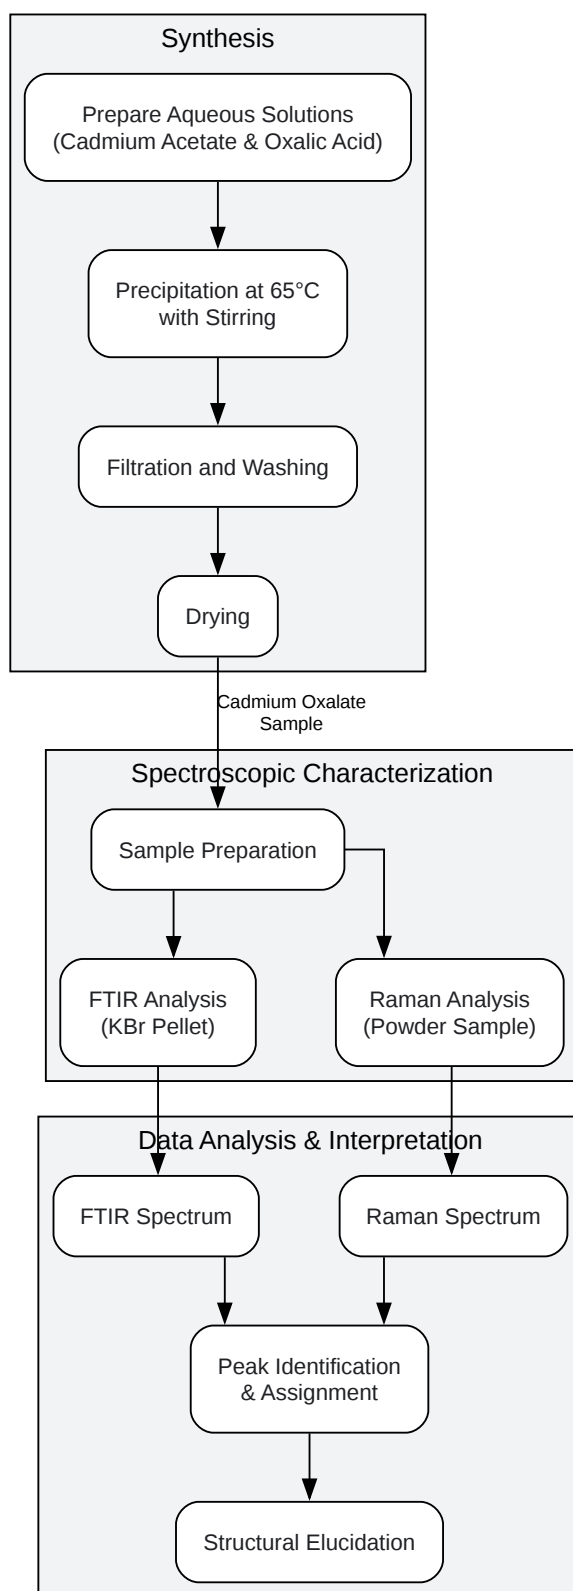 Synthesis
Prepare Aqueous Solutions
(Cadmium Acetate & Oxalic Acid)
Precipitation at 65°C
with Stirring
Filtration and Washing
Drying
Cadmium Oxalate
Sample
Spectroscopic Characterization
Sample Preparation
FTIR Analysis
(KBr Pellet)
Raman Analysis
(Powder Sample)
Data Analysis & Interpretation
FTIR Spectrum
Raman Spectrum
Peak Identification
& Assignment
Structural Elucidation